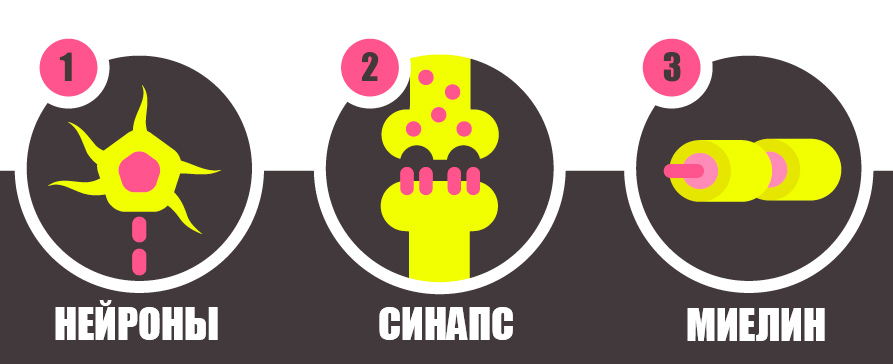 1
2
3
НЕЙРОНЫ
СИНАПС
МИЕЛИН